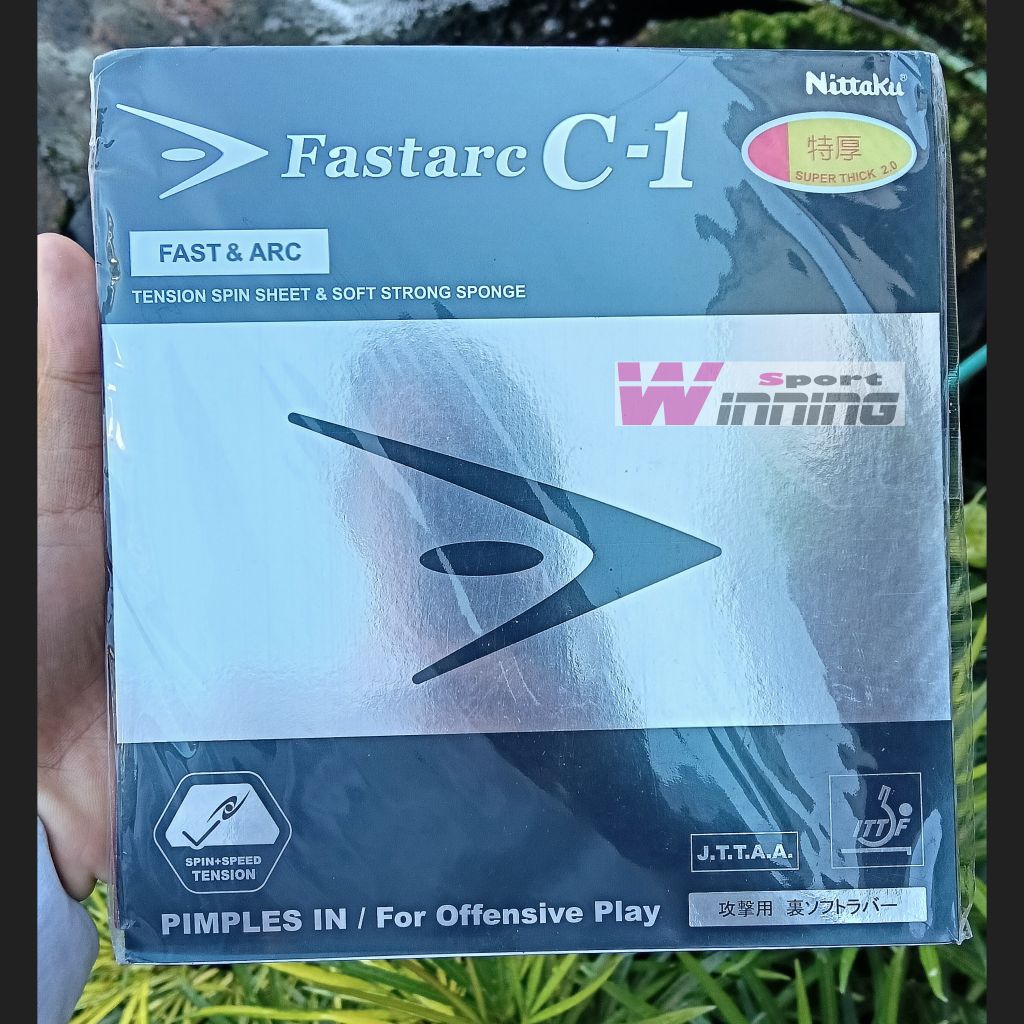 Nittaku®
Fastarc C-1
特厚
SUPER THICK 2.0
FAST & ARC
TENSION SPIN SHEET & SOFT STRONG SPONGE
Sport
Winning
SPIN+SPEED
TENSION
J.T.T.A.A.
ITTF
PIMPLES IN / For Offensive Play
攻撃用 裏ソフトラバー